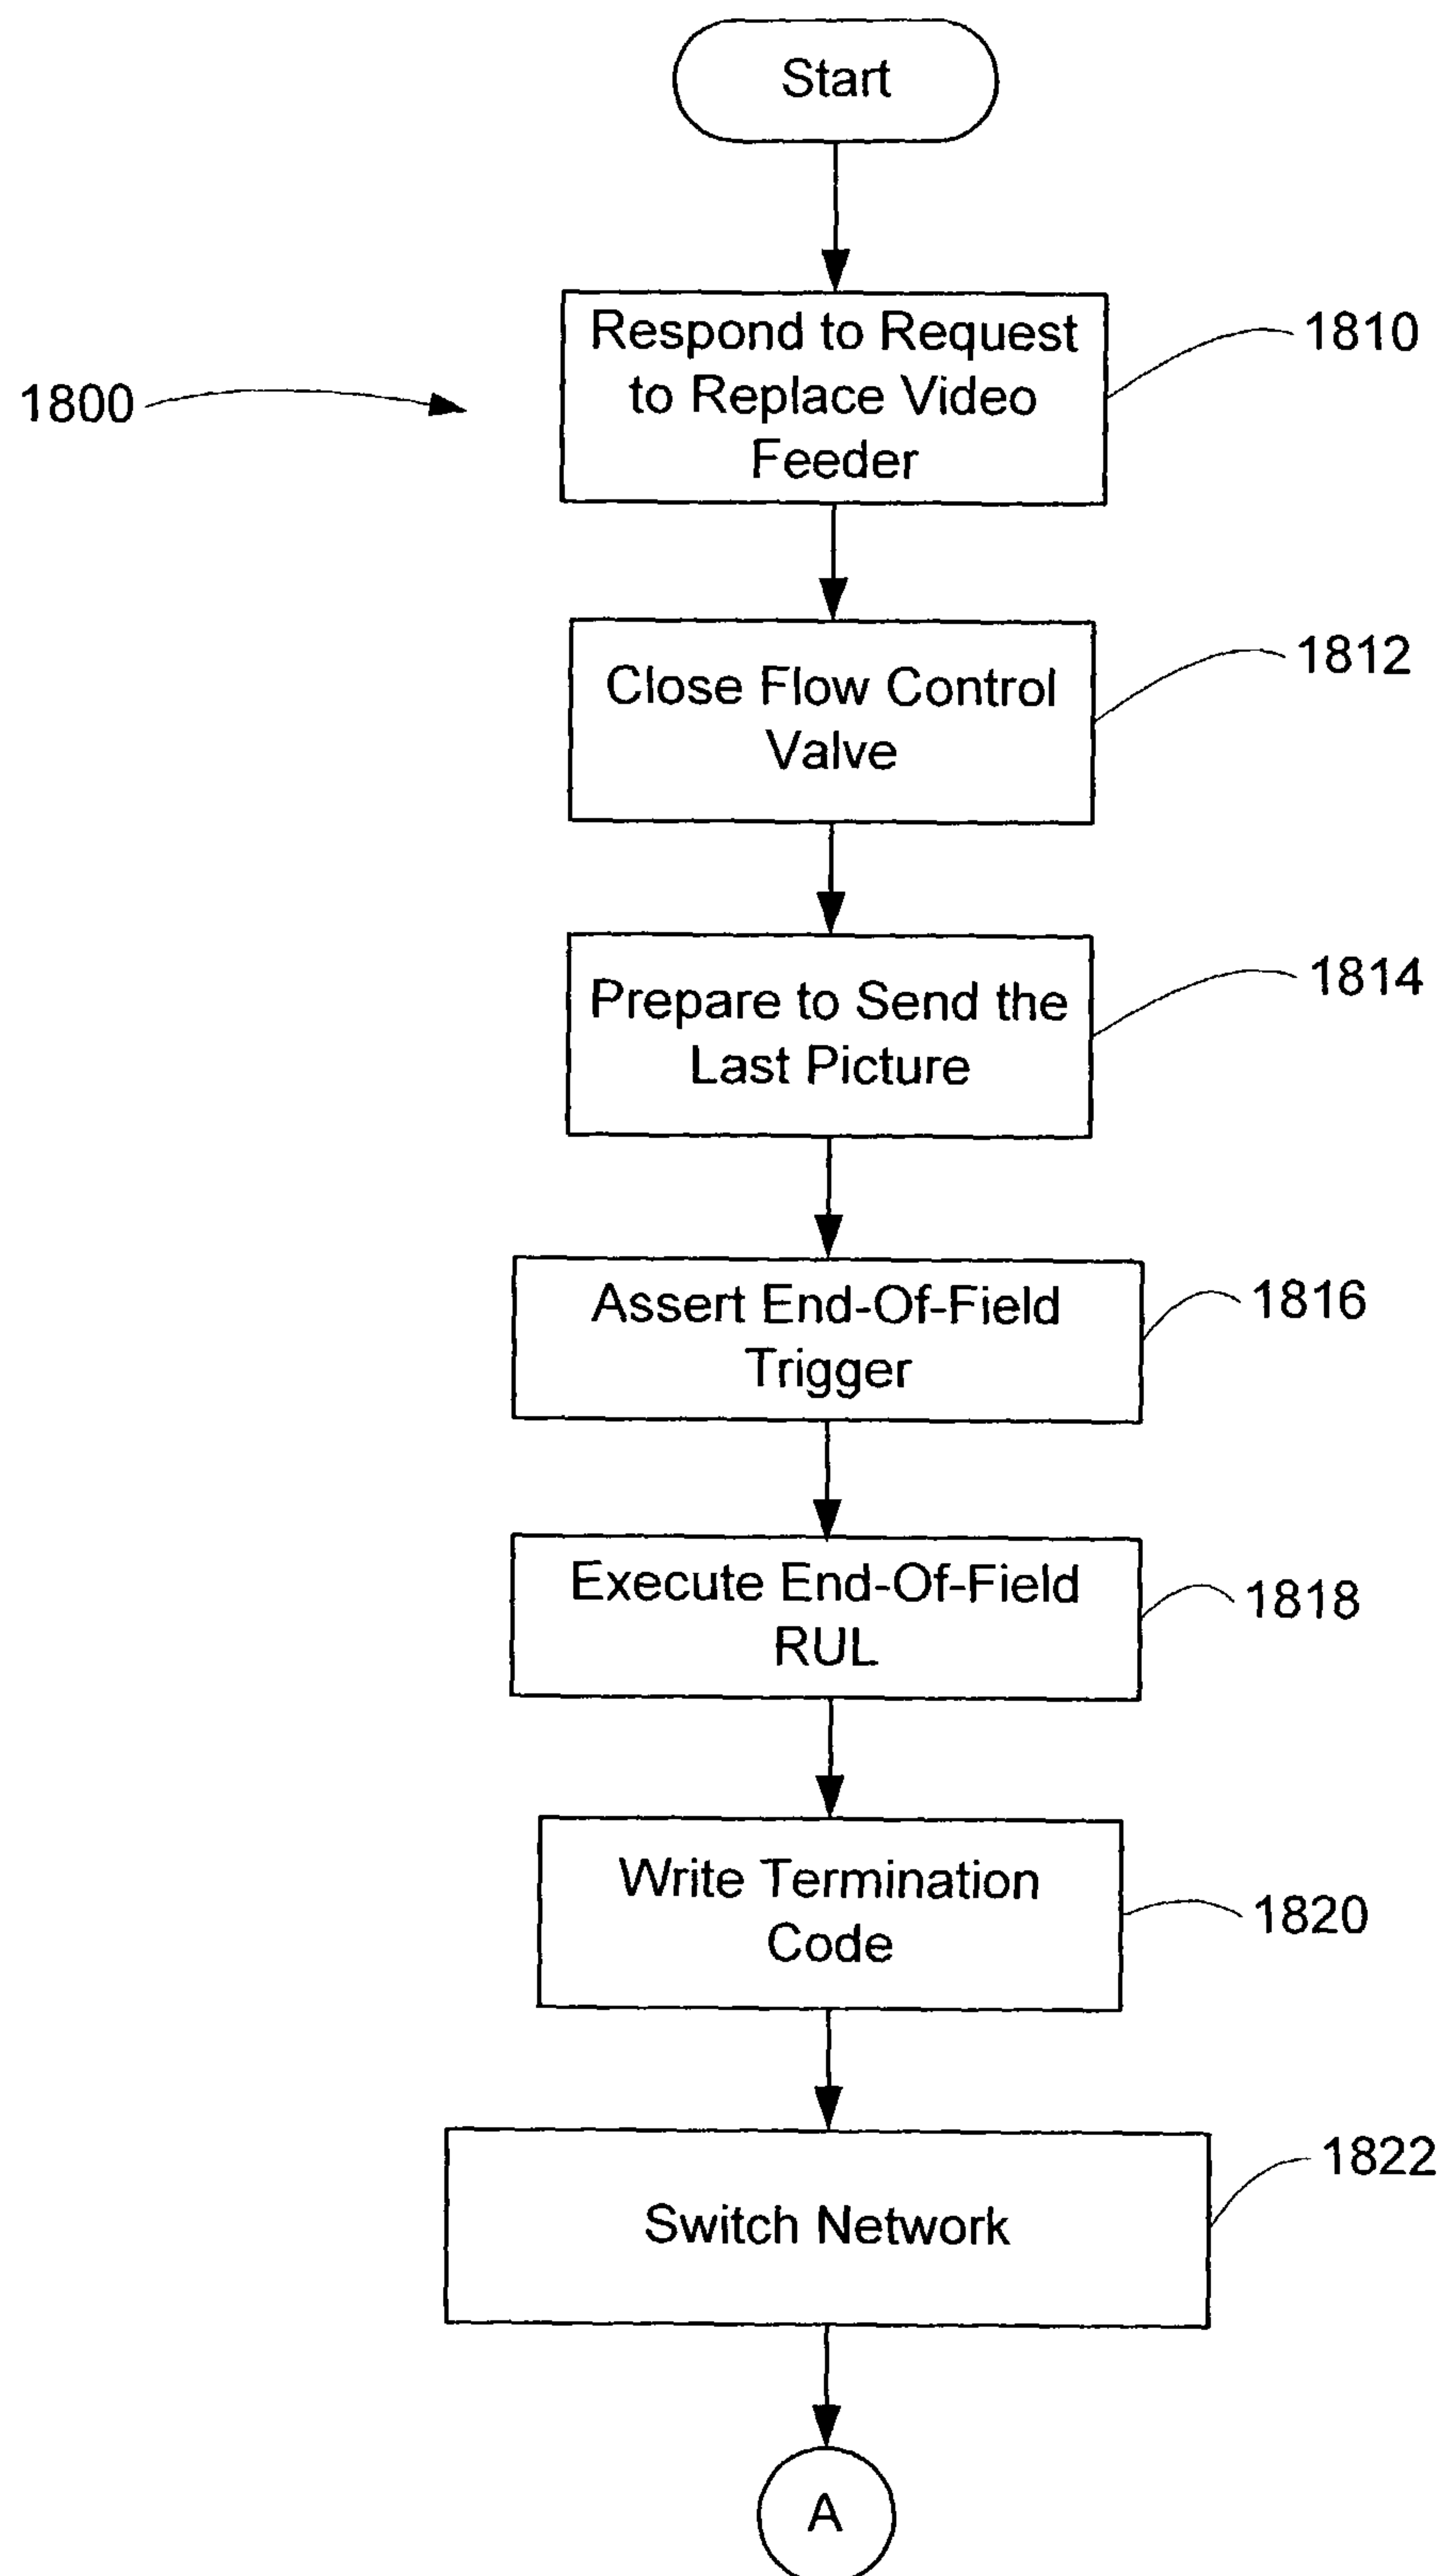 Start
Respond to Request
to Replace Video
Feeder
1810
1800
Close Flow Control
Valve
1812
Prepare to Send the
Last Picture
1814
Assert End-Of-Field
Trigger
1816
Execute End-Of-Field
RUL
1818
Write Termination
Code
1820
Switch Network
1822
A